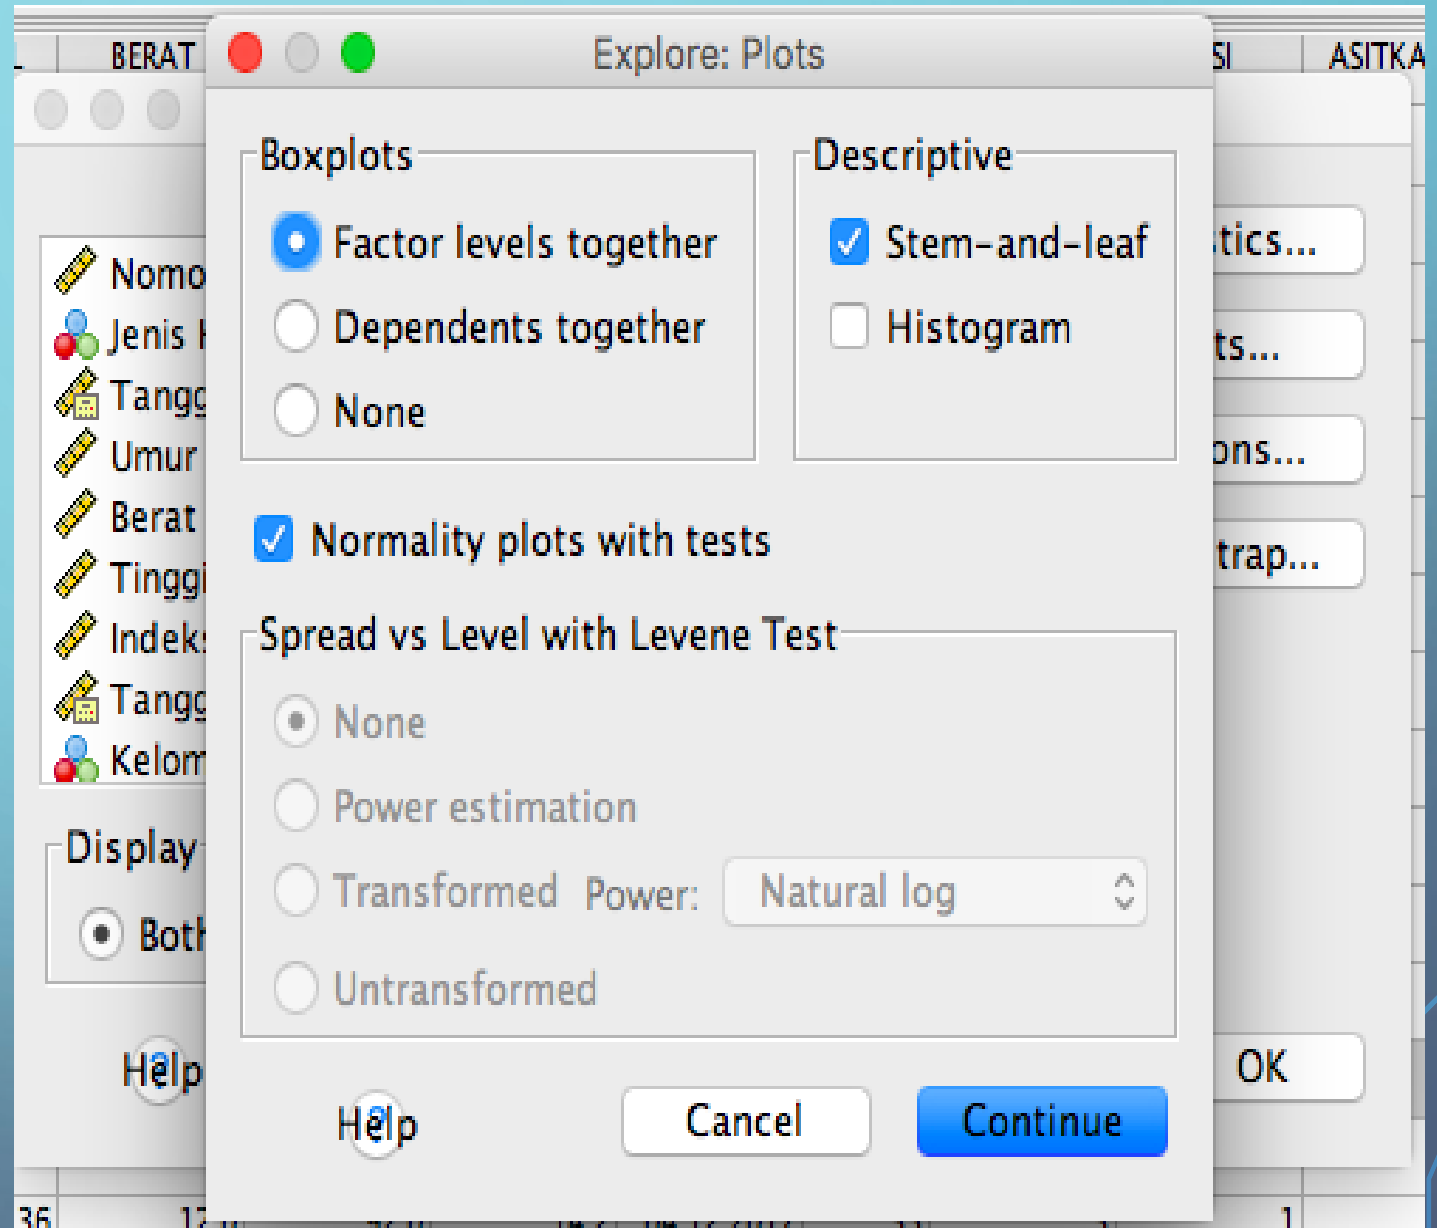 BERAT
Explore: Plots
SI
ASITKA
Boxplots
Descriptive
Factor levels together
Stem-and-leaf
tics...
Nomo
Dependents together
Histogram
Jenis
ts...
Tangg
None
Umur
ons...
Berat
Normality plots with tests
trap...
Tinggi
Spread vs Level with Levene Test
Indeks
Tangg
None
Kelom
Power estimation
Display
Transformed Power: Natural log
Both
Untransformed
Help
OK
Help
Cancel
Continue
36
1